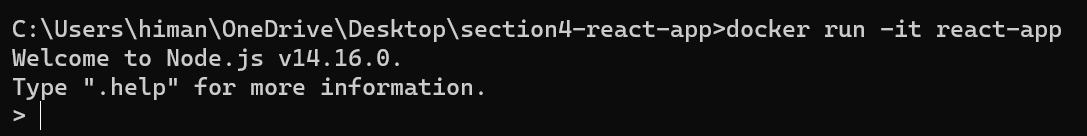 C:\Users\himan\OneDrive\Desktop\section4-react-app>docker run -it react-app
Welcome to Node.js v14.16.0.
Type ".help" for more information.
>